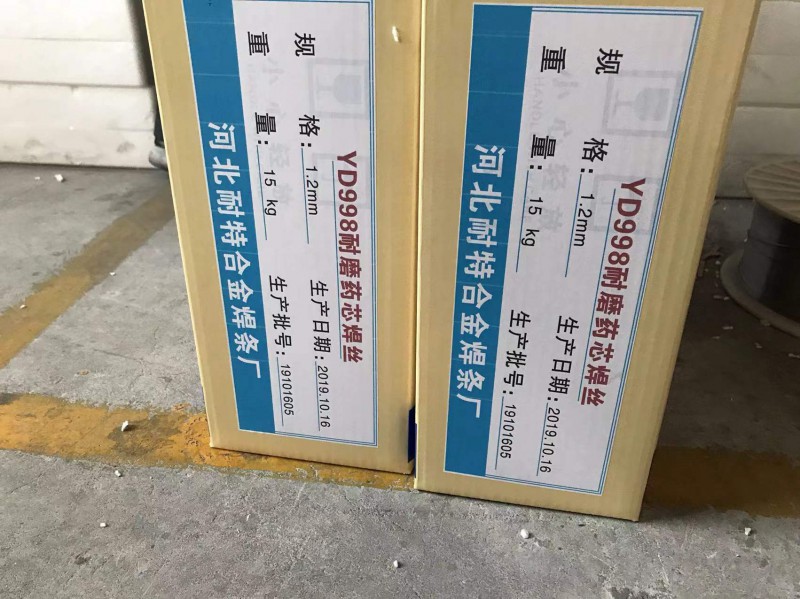 YD998耐磨药芯焊丝
规 格：1.2mm 生产日期：2019.10.16
重 量：15 kg 生产批号：19101605
河北耐特合金焊条厂
YD998耐磨药芯焊丝
规 格：1.2mm 生产日期：2019.10.16
重 量：15 kg 生产批号：19101605
河北耐特合金焊条厂
小心轻放